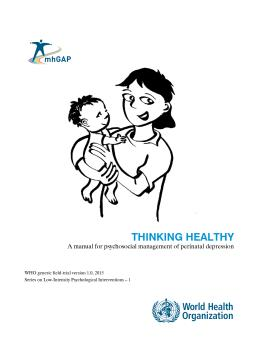 mhGAP
THINKING HEALTHY
A manual for psychosocial management of perinatal depression
WHO generic field-trial version 1.0, 2015
Series on Low-Intensity Psychological Interventions – 1
World Health
Organization